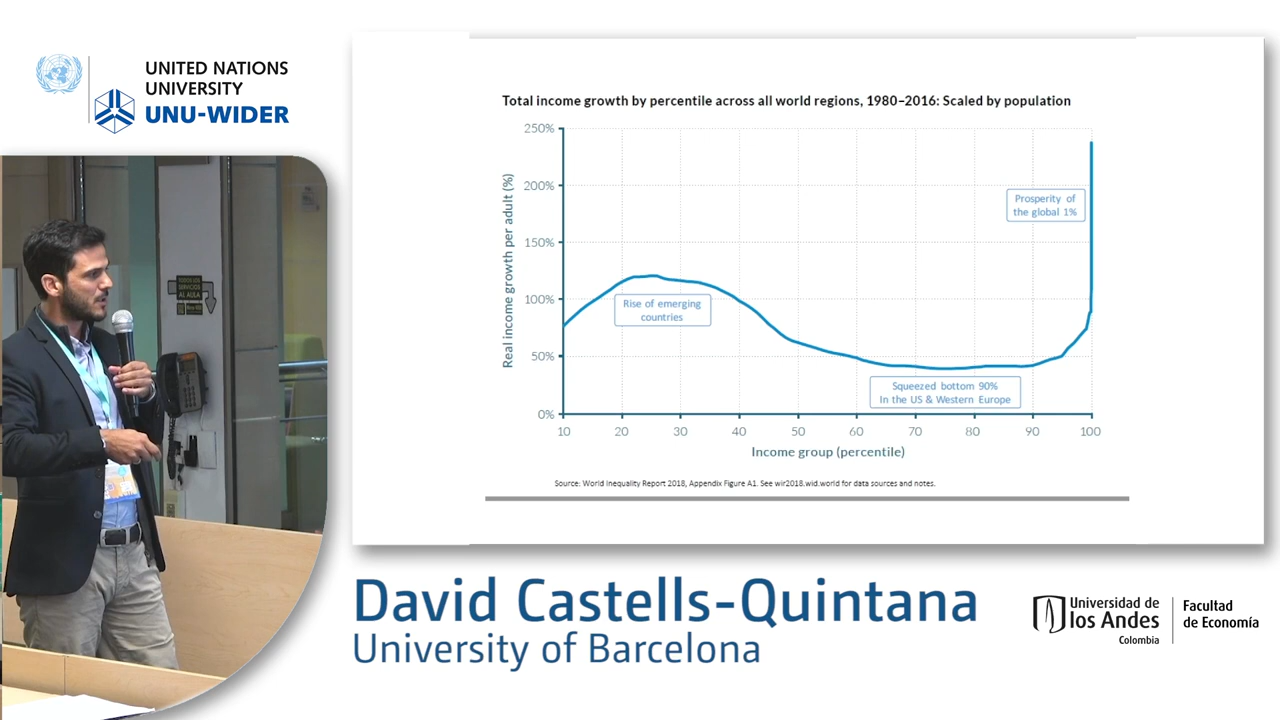 UNITED NATIONS
UNIVERSITY
UNU-WIDER
AL AULA
Total income growth by percentile across all world regions, 1980–2016: Scaled by population
Real income growth per adult (%)
250%
200%
150%
100%
50%
0%
Prosperity of
the global 1%
Rise of emerging
countries
Squeezed bottom 90%
In the US & Western Europe
10 20 30 40 50 60 70 80 90 100
Income group (percentile)
Source: World Inequality Report 2018, Appendix Figure A1. See wir2018.wid.world for data sources and notes.
David Castells-Quintana
University of Barcelona
Universidad de
los Andes
Colombia
Facultad
de Economía